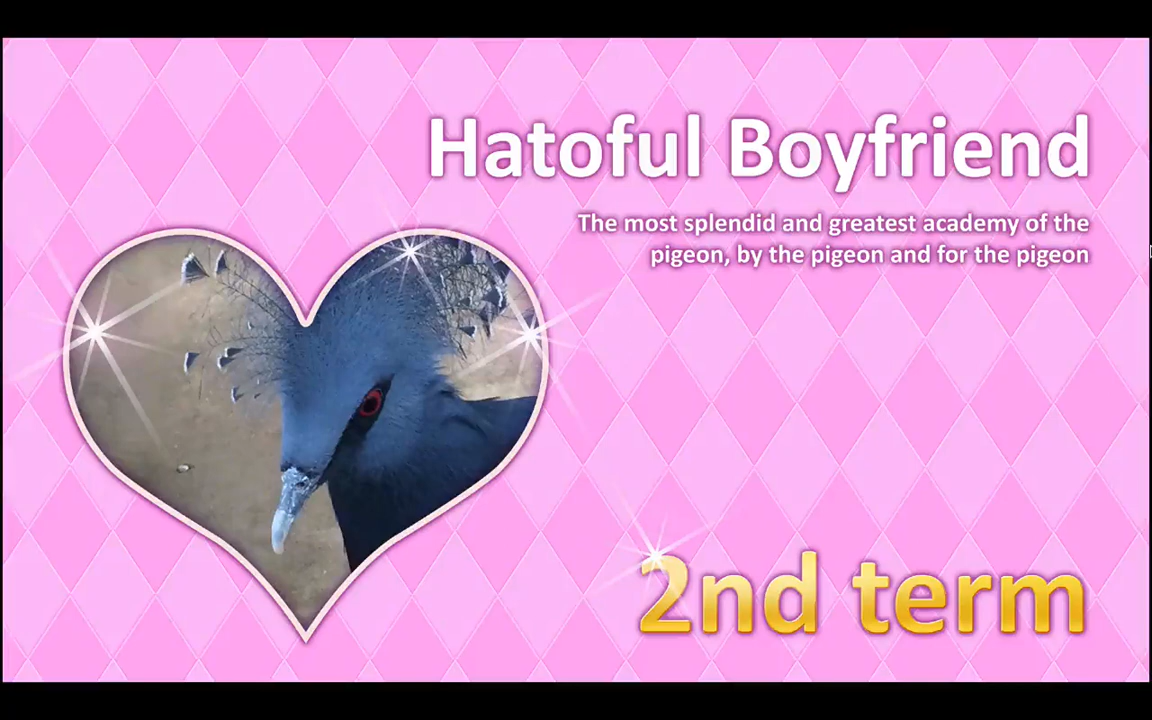 Hatoful Boyfriend
The most splendid and greatest academy of the
pigeon, by the pigeon and for the pigeon
2nd term